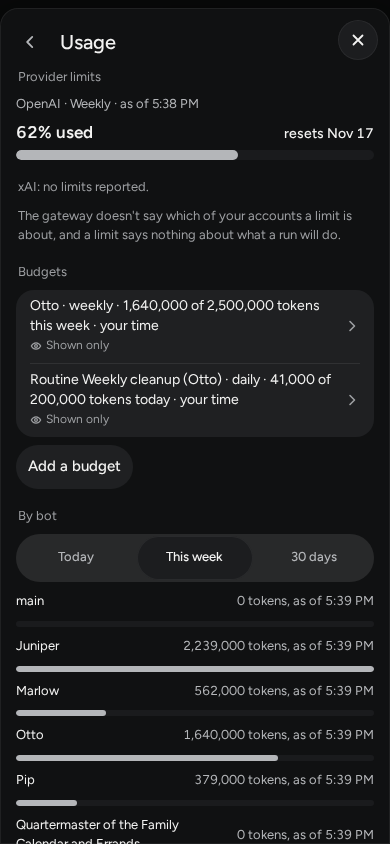 Usage
Provider limits
OpenAI · Weekly · as of 5:38 PM
62% used
resets Nov 17
xAI: no limits reported.
The gateway doesn't say which of your accounts a limit is
about, and a limit says nothing about what a run will do.
Budgets
Otto · weekly · 1,640,000 of 2,500,000 tokens
this week · your time
Shown only
Routine Weekly cleanup (Otto) · daily · 41,000 of
200,000 tokens today · your time
Shown only
Add a budget
By bot
Today
This week
30 days
main
0 tokens, as of 5:39 PM
Juniper
2,239,000 tokens, as of 5:39 PM
Marlow
562,000 tokens, as of 5:39 PM
Otto
1,640,000 tokens, as of 5:39 PM
Pip
379,000 tokens, as of 5:39 PM
Quartermaster of the Family
Calendar and Errands
0 tokens, as of 5:39 PM